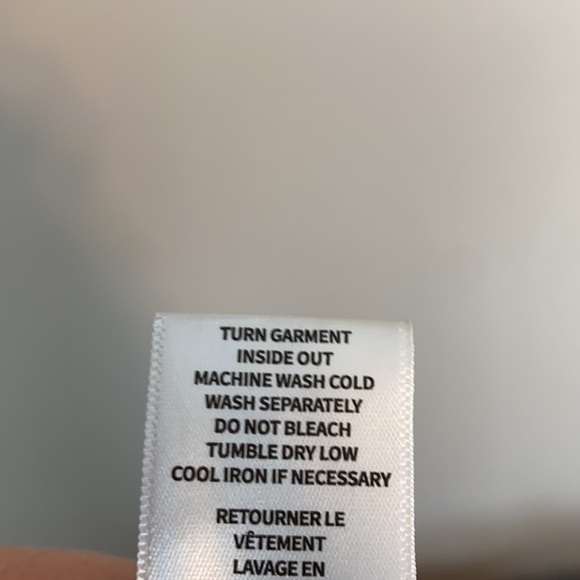 TURN GARMENT
INSIDE OUT
MACHINE WASH COLD
WASH SEPARATELY
DO NOT BLEACH
TUMBLE DRY LOW
COOL IRON IF NECESSARY
RETOURNER LE
VÊTEMENT
LAVAGE EN